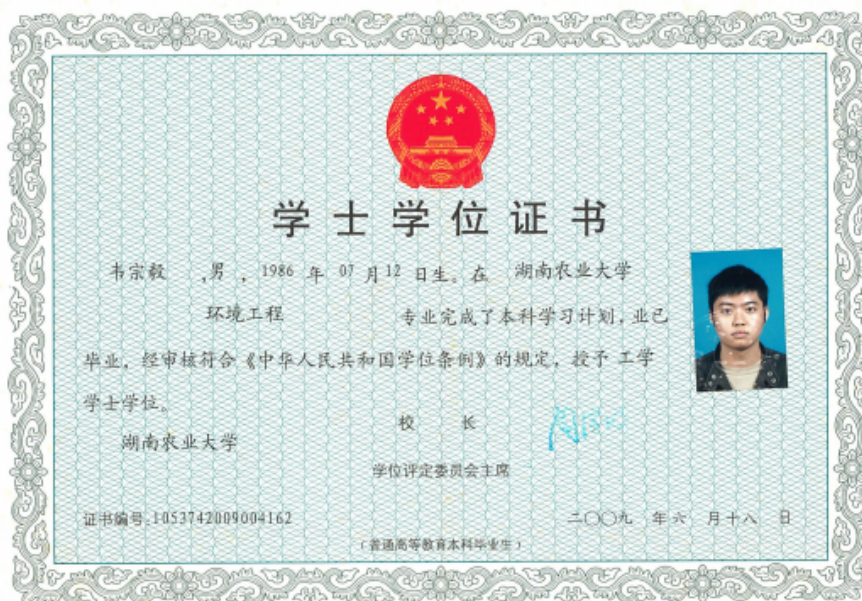 学士学位证书
韦宗毅 ,男,1986 年 07 月12 日生。在 湖南农业大学
环境工程 专业完成了本科学习计划,业已
毕业,经审核符合《中华人民共和国学位条例》的规定,授予 工学
学士学位。
湖南农业大学
校 长
学位评定委员会主席
证书编号:1053742009004162
二〇〇九 年六 月十八 日
(普通高等教育本科毕业生)